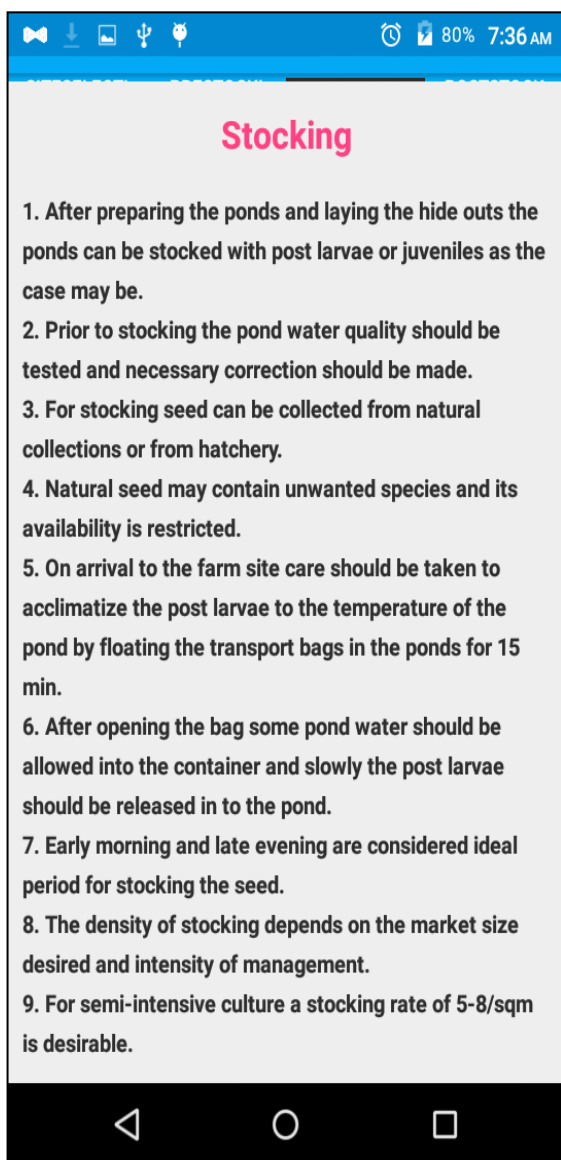 80% 7:36 AM
Stocking
1. After preparing the ponds and laying the hide outs the
ponds can be stocked with post larvae or juveniles as the
case may be.
2. Prior to stocking the pond water quality should be
tested and necessary correction should be made.
3. For stocking seed can be collected from natural
collections or from hatchery.
4. Natural seed may contain unwanted species and its
availability is restricted.
5. On arrival to the farm site care should be taken to
acclimatize the post larvae to the temperature of the
pond by floating the transport bags in the ponds for 15
min.
6. After opening the bag some pond water should be
allowed into the container and slowly the post larvae
should be released in to the pond.
7. Early morning and late evening are considered ideal
period for stocking the seed.
8. The density of stocking depends on the market size
desired and intensity of management.
9. For semi-intensive culture a stocking rate of 5-8/sqm
is desirable.